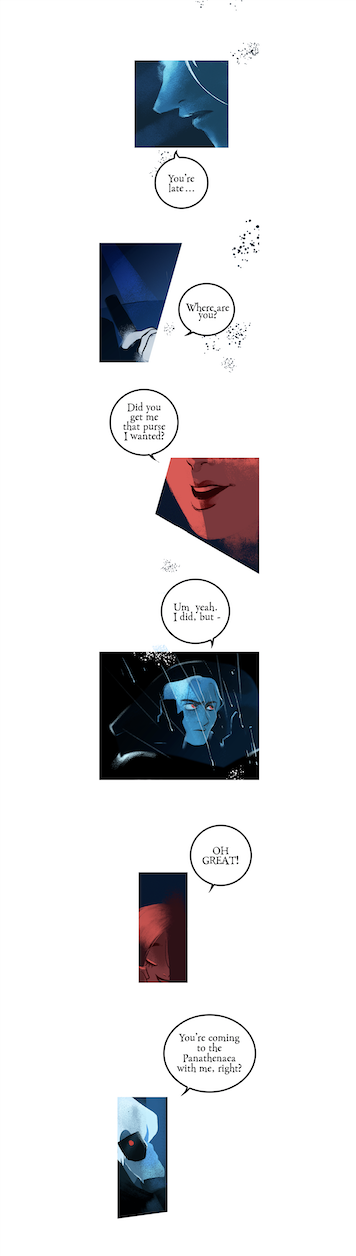 You're
late...
Where are
you?
Did you
get me
that purse
I wanted?
Um yeah.
I did, but -
OH
GREAT!
You're coming
to the
Panathenaea
with me, right?